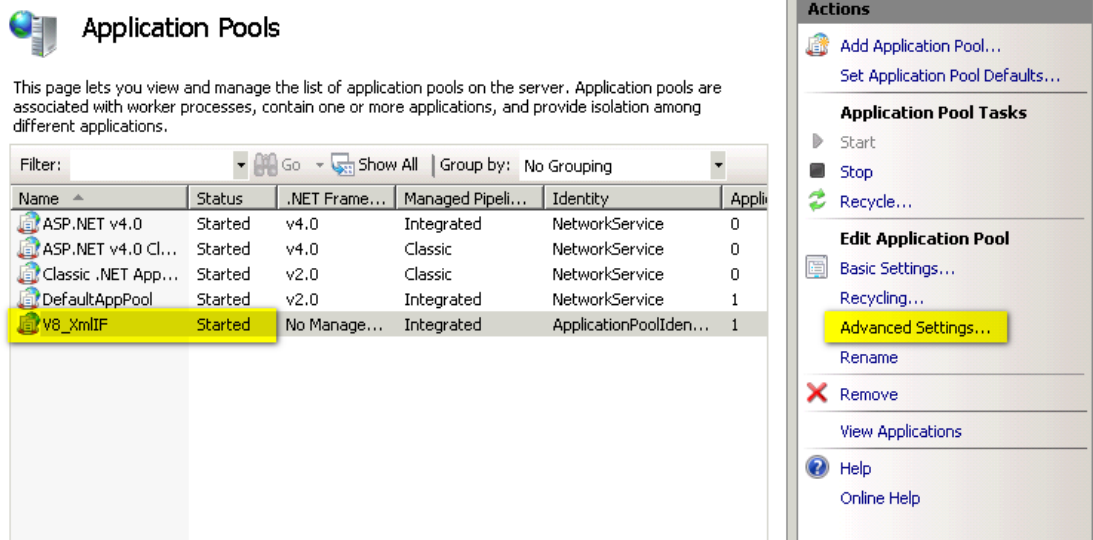 Application Pools
This page lets you view and manage the list of application pools on the server. Application pools are
associated with worker processes, contain one or more applications, and provide isolation among
different applications.
Filter: Go Show All Group by: No Grouping
Name Status .NET Frame... Managed Pipeli... Identity Appli
ASP.NET v4.0 Started v4.0 Integrated NetworkService 0
ASP.NET v4.0 Cl... Started v4.0 Classic NetworkService 0
Classic .NET App... Started v2.0 Classic NetworkService 0
DefaultAppPool Started v2.0 Integrated NetworkService 1
V8_XmlIF Started No Manage... Integrated ApplicationPoolIden... 1
Actions
Add Application Pool...
Set Application Pool Defaults...
Application Pool Tasks
Start
Stop
Recycle...
Edit Application Pool
Basic Settings...
Recycling...
Advanced Settings...
Rename
Remove
View Applications
Help
Online Help